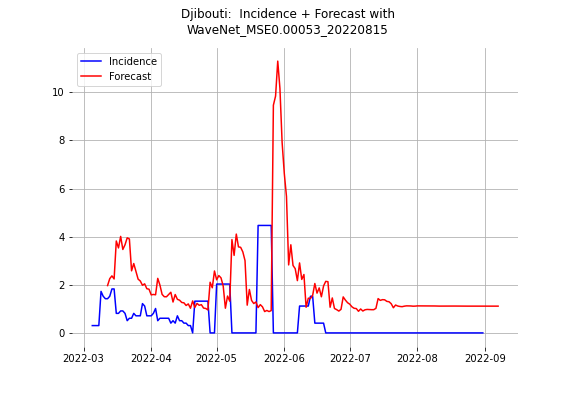 Djibouti:  Incidence + Forecast with
WaveNet_MSE0.00053_20220815
Incidence
Forecast
10
8
6
4
2
0
2022-03 2022-04 2022-05 2022-06 2022-07 2022-08 2022-09